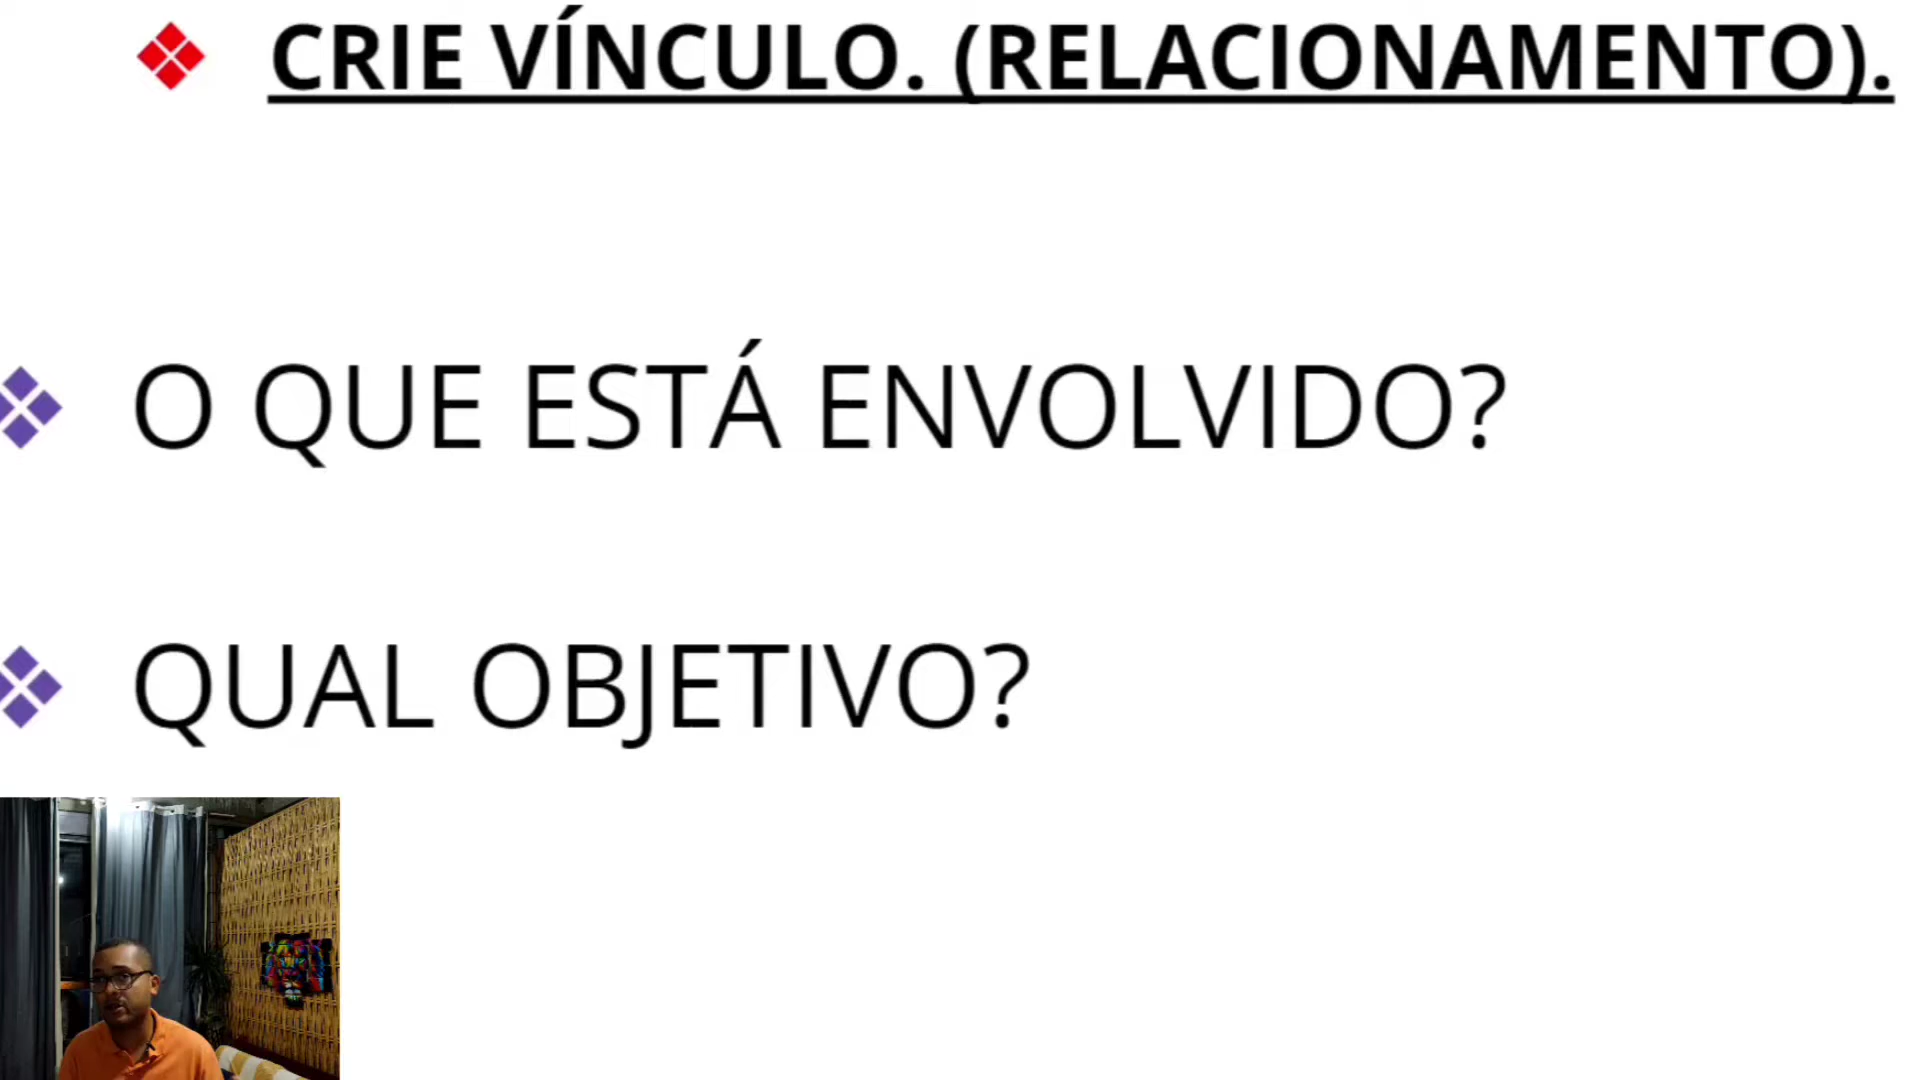 CRIE VÍNCULO. (RELACIONAMENTO).
O QUE ESTÁ ENVOLVIDO?
QUAL OBJETIVO?